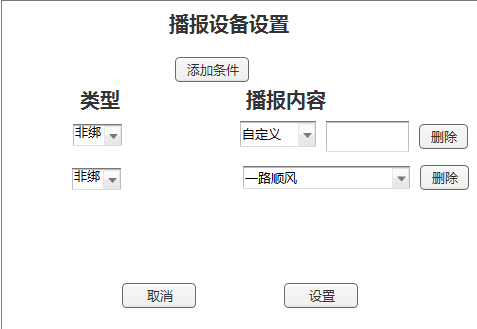 播报设备设置
添加条件
类型 播报内容
非绑 自定义 删除
非绑 一路顺风 删除
取消 设置